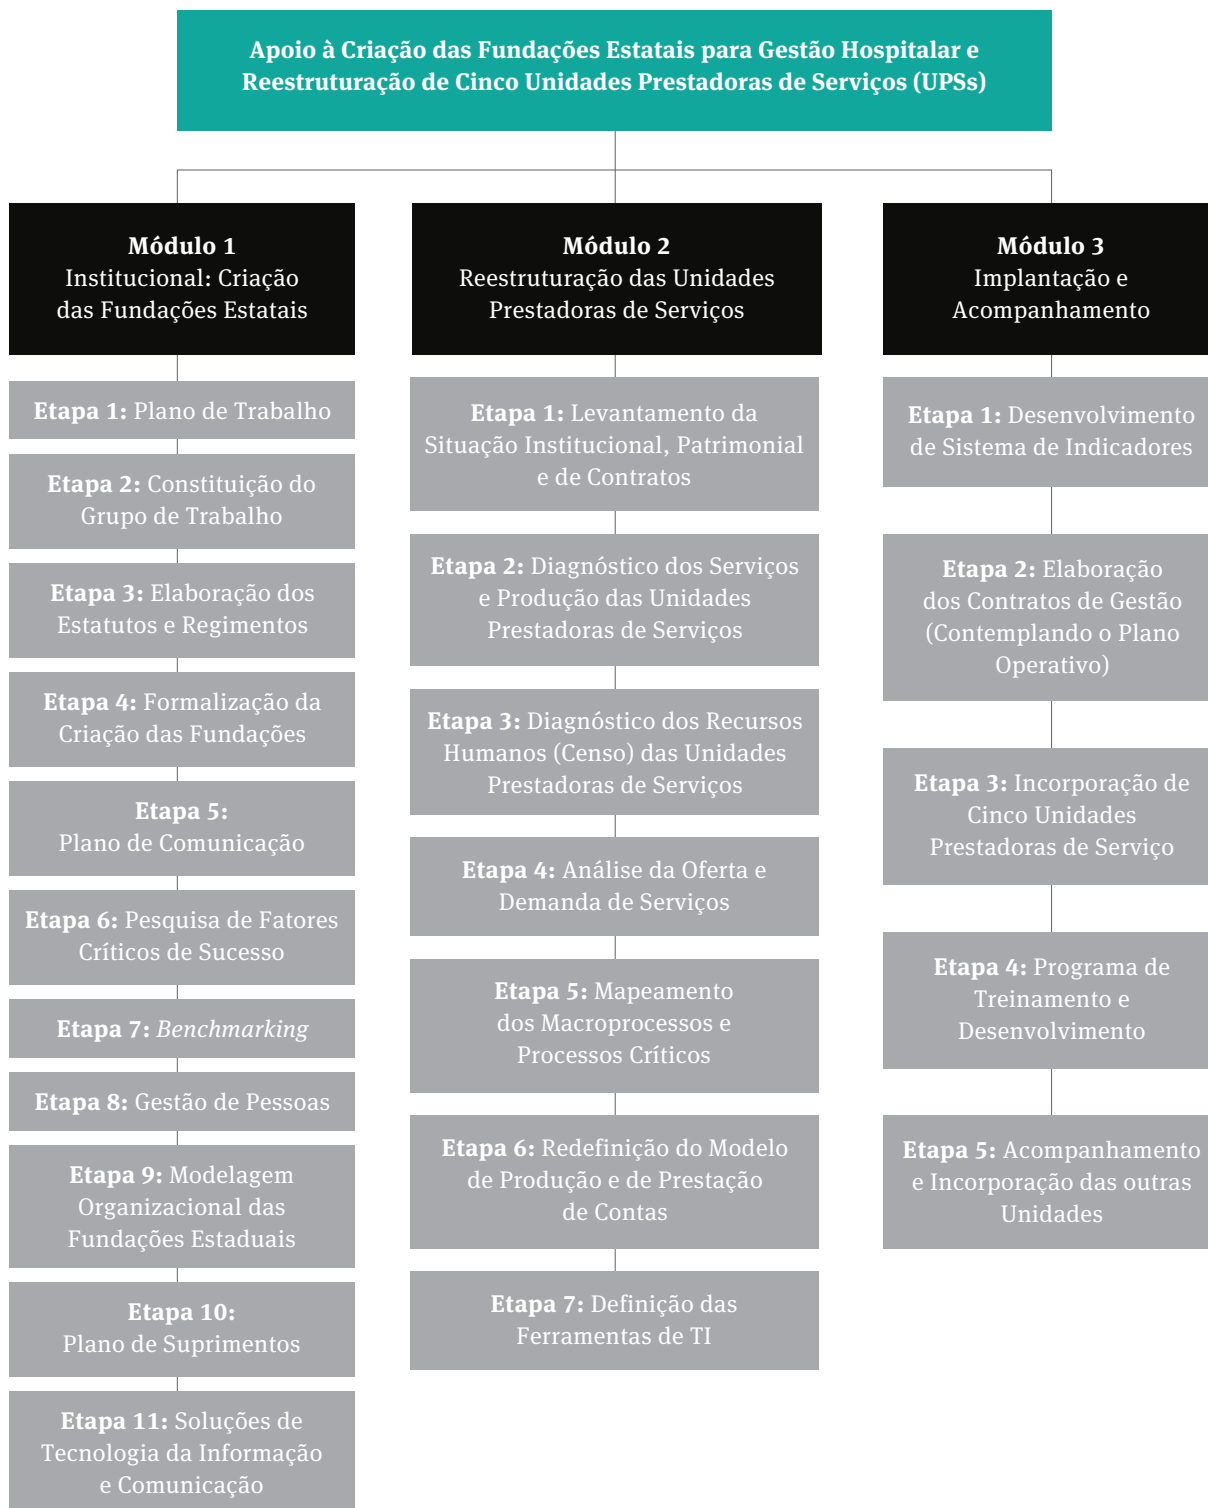 Apoio à Criação das Fundações Estatais para Gestão Hospitalar e
Reestruturação de Cinco Unidades Prestadoras de Serviços (UPSs)
Módulo 1
Institucional: Criação
das Fundações Estatais
Etapa 1: Plano de Trabalho
Etapa 2: Constituição do
Grupo de Trabalho
Etapa 3: Elaboração dos
Estatutos e Regimentos
Etapa 4: Formalização da
Criação das Fundações
Etapa 5:
Plano de Comunicação
Etapa 6: Pesquisa de Fatores
Críticos de Sucesso
Etapa 7: Benchmarking
Etapa 8: Gestão de Pessoas
Etapa 9: Modelagem
Organizacional das
Fundações Estaduais
Etapa 10:
Plano de Suprimentos
Etapa 11: Soluções de
Tecnologia da Informação
e Comunicação
Módulo 2
Reestruturação das Unidades
Prestadoras de Serviços
Etapa 1: Levantamento da
Situação Institucional, Patrimonial
e de Contratos
Etapa 2: Diagnóstico dos Serviços
e Produção das Unidades
Prestadoras de Serviços
Etapa 3: Diagnóstico dos Recursos
Humanos (Censo) das Unidades
Prestadoras de Serviços
Etapa 4: Análise da Oferta e
Demanda de Serviços
Etapa 5: Mapeamento
dos Macroprocessos e
Processos Críticos
Etapa 6: Redefinição do Modelo
de Produção e de Prestação
de Contas
Etapa 7: Definição das
Ferramentas de TI
Módulo 3
Implantação e
Acompanhamento
Etapa 1: Desenvolvimento
de Sistema de Indicadores
Etapa 2: Elaboração
dos Contratos de Gestão
(Contemplando o Plano
Operativo)
Etapa 3: Incorporação de
Cinco Unidades
Prestadoras de Serviço
Etapa 4: Programa de
Treinamento e
Desenvolvimento
Etapa 5: Acompanhamento
e Incorporação das outras
Unidades